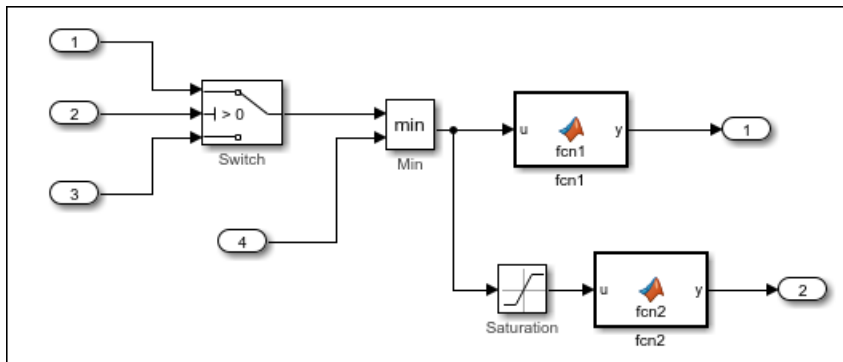 1
2
> 0
Switch
3
4
min
Min
u
y
fcn1
fcn1
1
Saturation
u
y
fcn2
fcn2
2